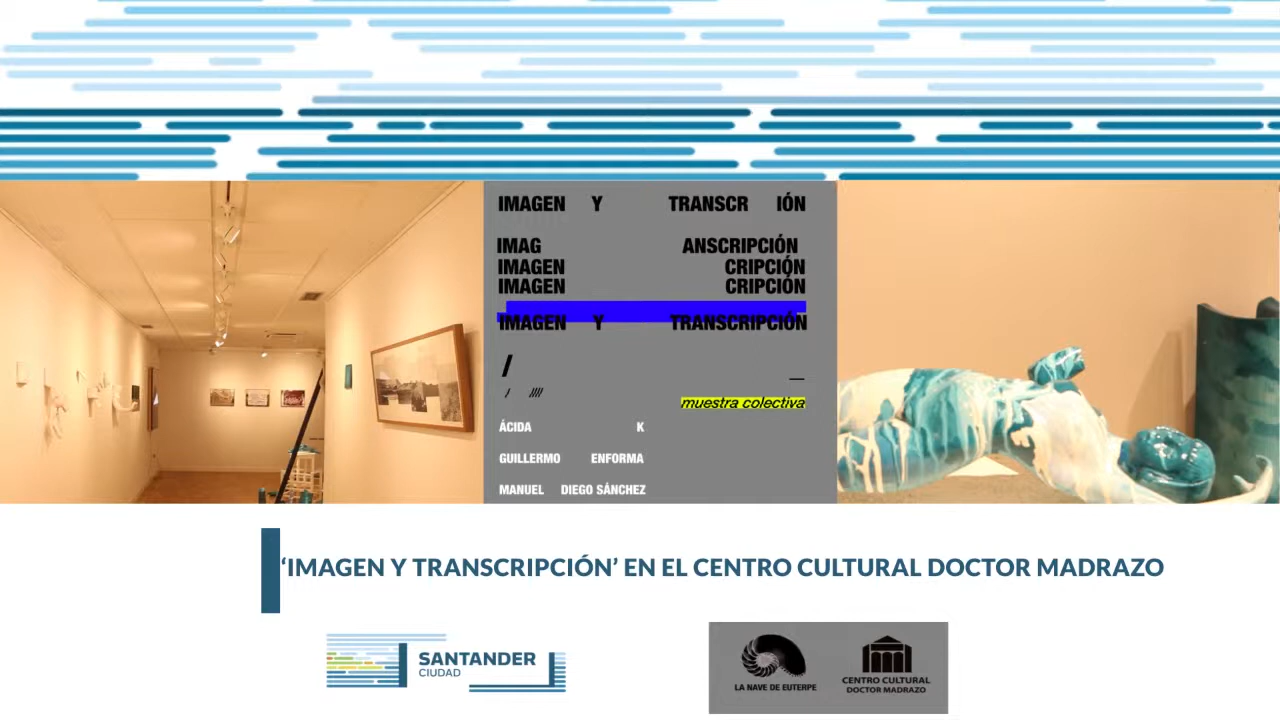 IMAGEN Y TRANSCR IÓN
IMAG ANSCRIPCIÓN
IMAGEN CRIPCIÓN
IMAGEN CRIPCIÓN
IMAGEN Y TRANSCRIPCIÓN
/ _
/ ////
muestra colectiva
ÁCIDA K
GUILLERMO ENFORMA
MANUEL DIEGO SÁNCHEZ
‘IMAGEN Y TRANSCRIPCIÓN’ EN EL CENTRO CULTURAL DOCTOR MADRAZO
SANTANDER
CIUDAD
LA NAVE DE EUTERPE
CENTRO CULTURAL
DOCTOR MADRAZO